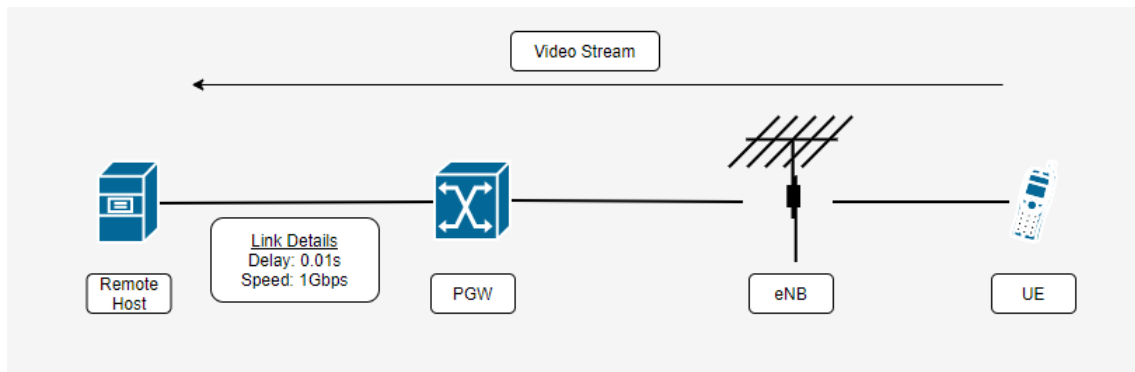 Video Stream
Link Details
Delay: 0.01s
Speed: 1Gbps
Remote
Host
PGW
eNB
UE